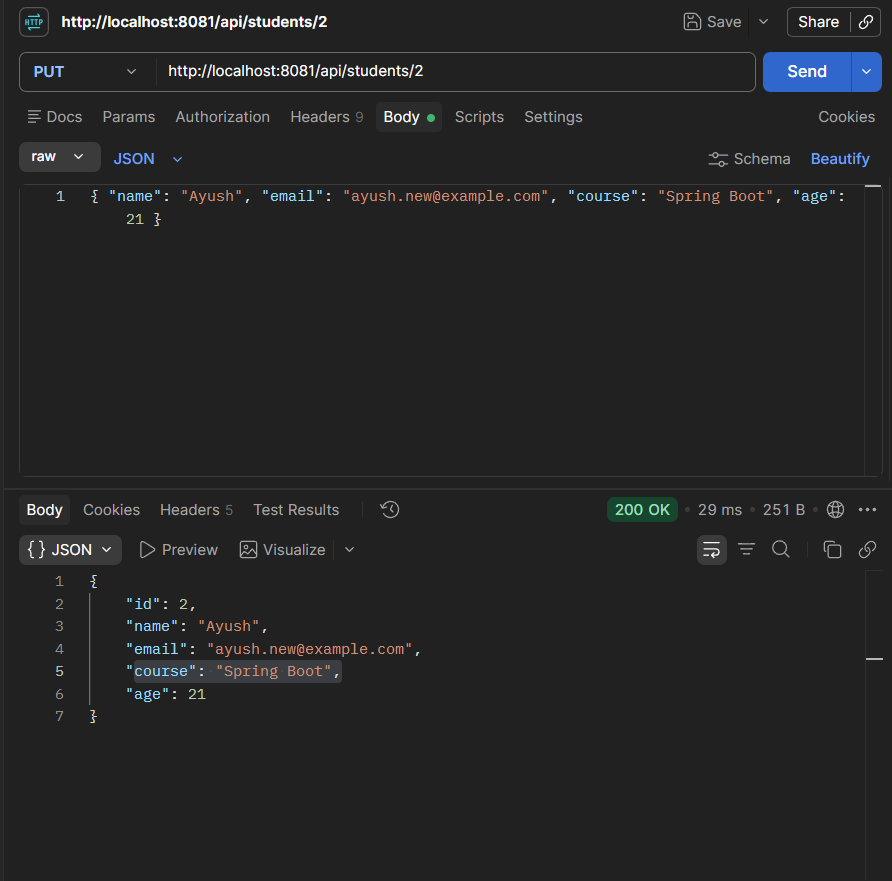 HTTP http://localhost:8081/api/students/2 Save Share
PUT http://localhost:8081/api/students/2 Send
Docs Params Authorization Headers 9 Body Scripts Settings Cookies
raw JSON Schema Beautify
1 { "name": "Ayush", "email": "ayush.new@example.com", "course": "Spring Boot", "age":
21 }
Body Cookies Headers 5 Test Results 200 OK • 29 ms • 251 B
{} JSON Preview Visualize
1 {
2 "id": 2,
3 "name": "Ayush",
4 "email": "ayush.new@example.com",
5 "course": "Spring Boot",
6 "age": 21
7 }